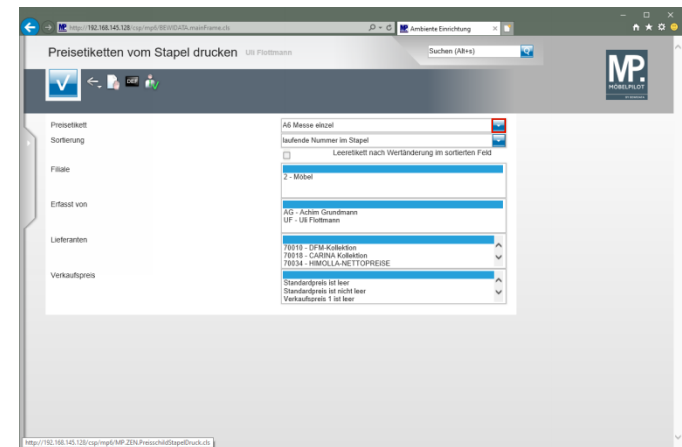 http://192.168.145.128/csp/mp6/BEWIDATA.mainFrame.cls
Ambiente Einrichtung
Preisetiketten vom Stapel drucken Uli Flottmann
Suchen (Alt+s)
MP.
MÖBELPILOT
Preisetikett
A6 Messe einzel
Sortierung
laufende Nummer im Stapel
Leeretikett nach Wertänderung im sortierten Feld
Filiale
2 - Möbel
Erfasst von
AG - Achim Grundmann
UF - Uli Flottmann
Lieferanten
70010 - DFM-Kollektion
70018 - CARINA Kollektion
70034 - HIMOLLA-NETTOPREISE
Verkaufspreis
Standardpreis ist leer
Standardpreis ist nicht leer
Verkaufspreis 1 ist leer
http://192.168.145.128/csp/mp6/MP.ZEN.PreisschildStapelDruck.cls